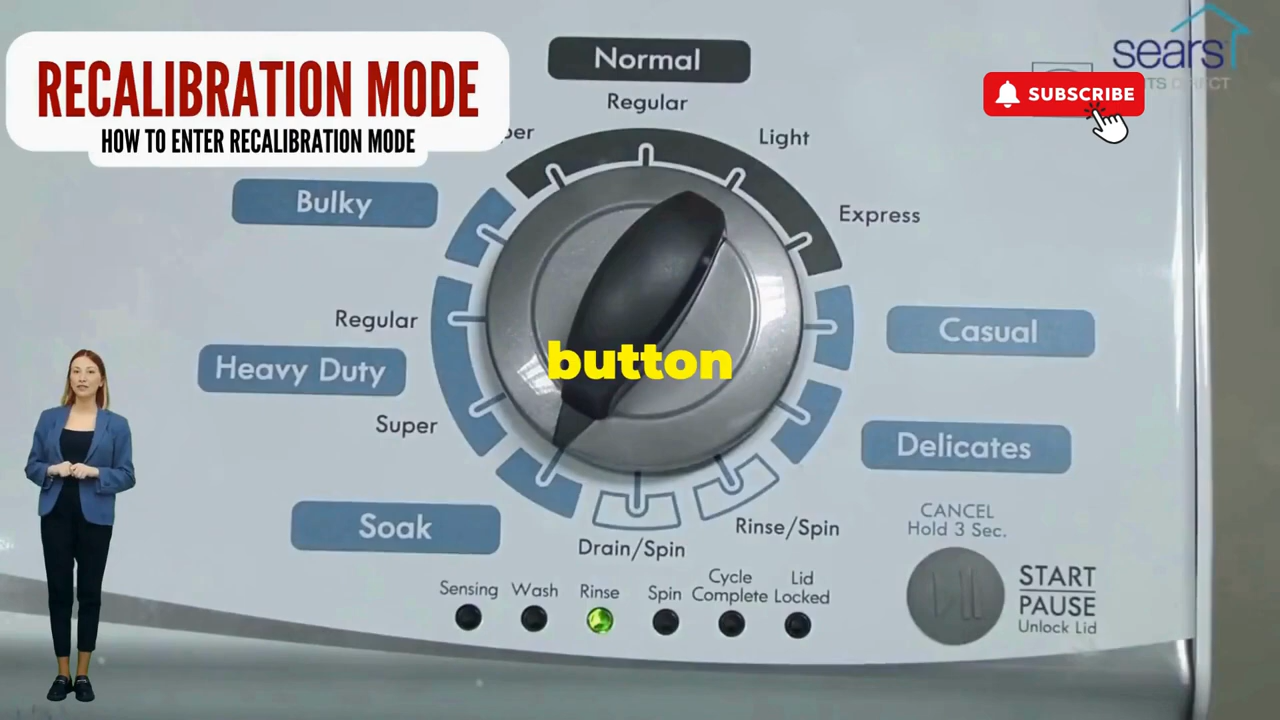 RECALIBRATION MODE
HOW TO ENTER RECALIBRATION MODE
sears
SUBSCRIBE
Normal
Regular
Light
Express
Bulky
Regular
Heavy Duty
Super
Casual
Delicates
button
Soak
Drain/Spin
Rinse/Spin
CANCEL
Hold 3 Sec.
START
PAUSE
Unlock Lid
Sensing
Wash
Rinse
Spin
Cycle
Complete
Lid
Locked